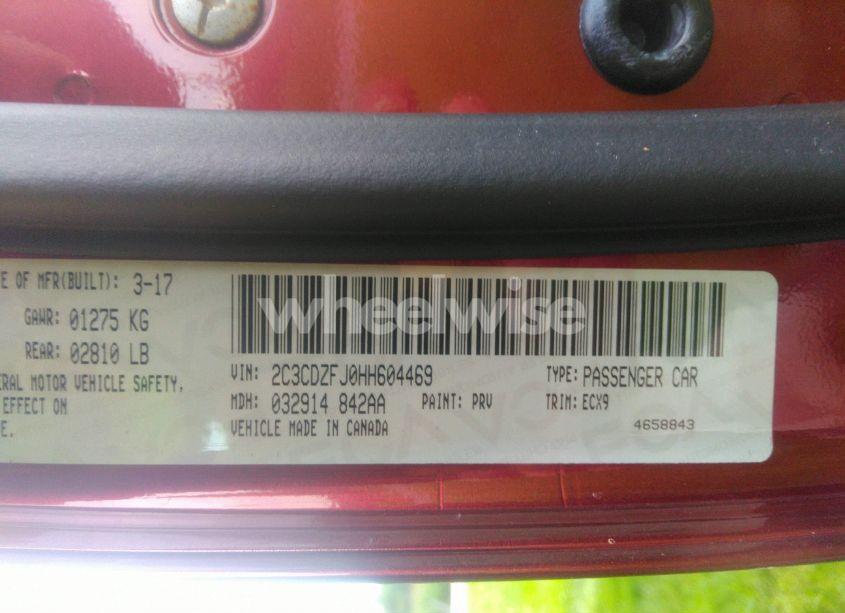 E OF MFR(BUILT): 3-17
GAWR: 01275 KG
REAR: 02810 LB
ERAL MOTOR VEHICLE SAFETY,
EFFECT ON
E.
wheelwise
VIN: 2C3CDZFJ0HH604469 TYPE: PASSENGER CAR
MDH: 032914 842AA PAINT: PRV TRIM: ECX9
VEHICLE MADE IN CANADA 4658843